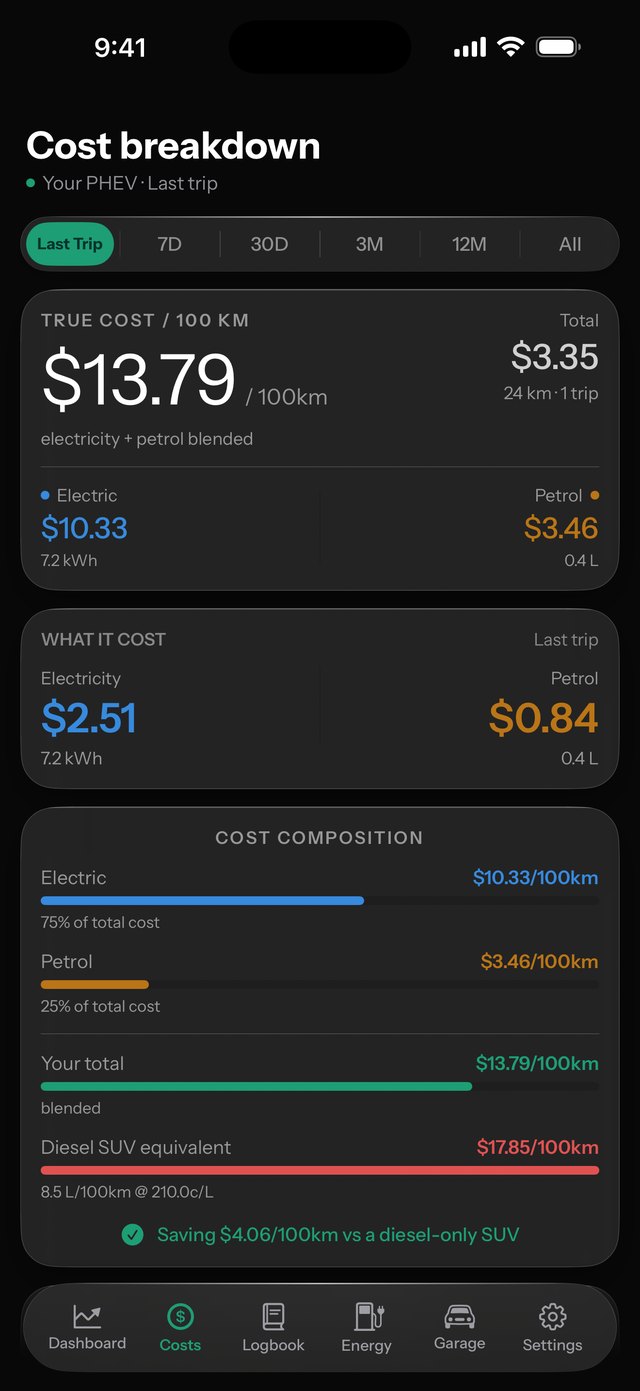 9:41
Cost breakdown
Your PHEV · Last trip
Last Trip 7D 30D 3M 12M All
TRUE COST / 100 KM Total
$13.79 / 100km $3.35
24 km · 1 trip
electricity + petrol blended
Electric Petrol
$10.33 $3.46
7.2 kWh 0.4 L
WHAT IT COST Last trip
Electricity Petrol
$2.51 $0.84
7.2 kWh 0.4 L
COST COMPOSITION
Electric $10.33/100km
75% of total cost
Petrol $3.46/100km
25% of total cost
Your total $13.79/100km
blended
Diesel SUV equivalent $17.85/100km
8.5 L/100km @ 210.0c/L
Saving $4.06/100km vs a diesel-only SUV
Dashboard Costs Logbook Energy Garage Settings